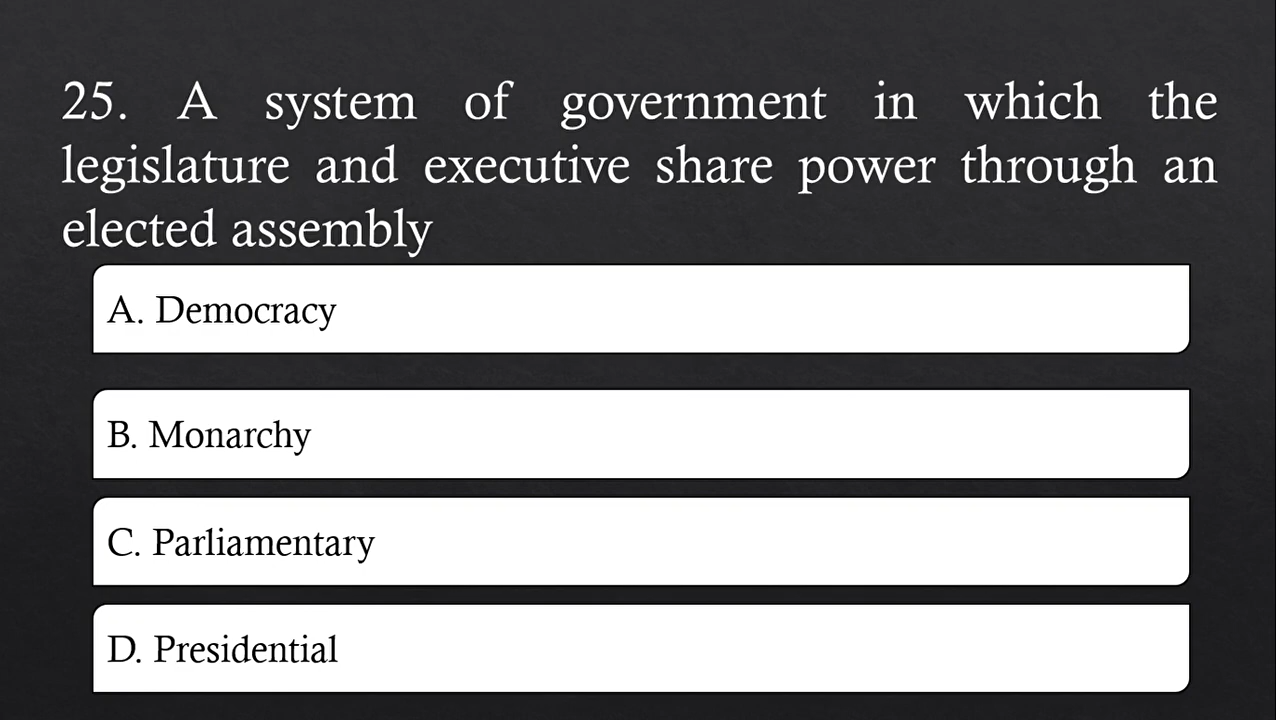 25. A system of government in which the
legislature and executive share power through an
elected assembly
A. Democracy
B. Monarchy
C. Parliamentary
D. Presidential